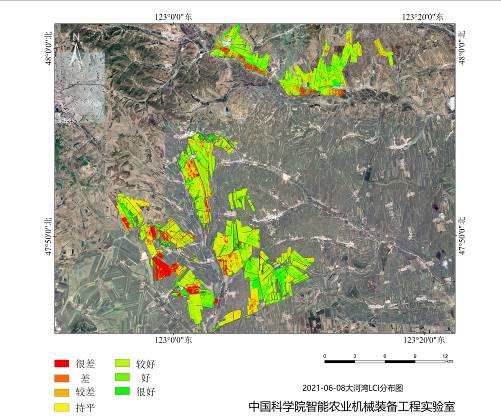 123°0'0"东 123°20'0"东
48°0'0"北 48°0'0"北
N
47°50'0"北 47°50'0"北
123°0'0"东 123°20'0"东
很差 较好
差 好
较差 很好
持平
0 3 6 9 12
km
2021-06-08大河湾LCI分布图
中国科学院智能农业机械装备工程实验室